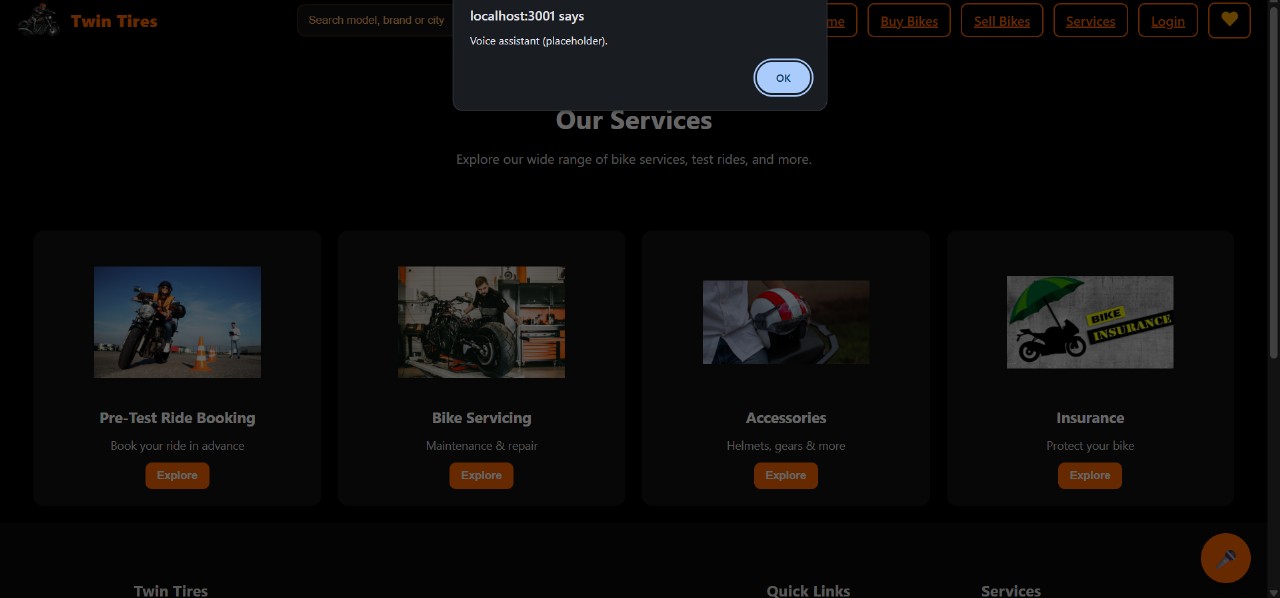 localhost:3001 says
Voice assistant (placeholder).
OK
Twin Tires
Search model, brand or city
me
Buy Bikes
Sell Bikes
Services
Login
Our Services
Explore our wide range of bike services, test rides, and more.
BIKE
INSURANCE
Pre-Test Ride Booking
Book your ride in advance
Explore
Bike Servicing
Maintenance & repair
Explore
Accessories
Helmets, gears & more
Explore
Insurance
Protect your bike
Explore
Twin Tires
Quick Links
Services